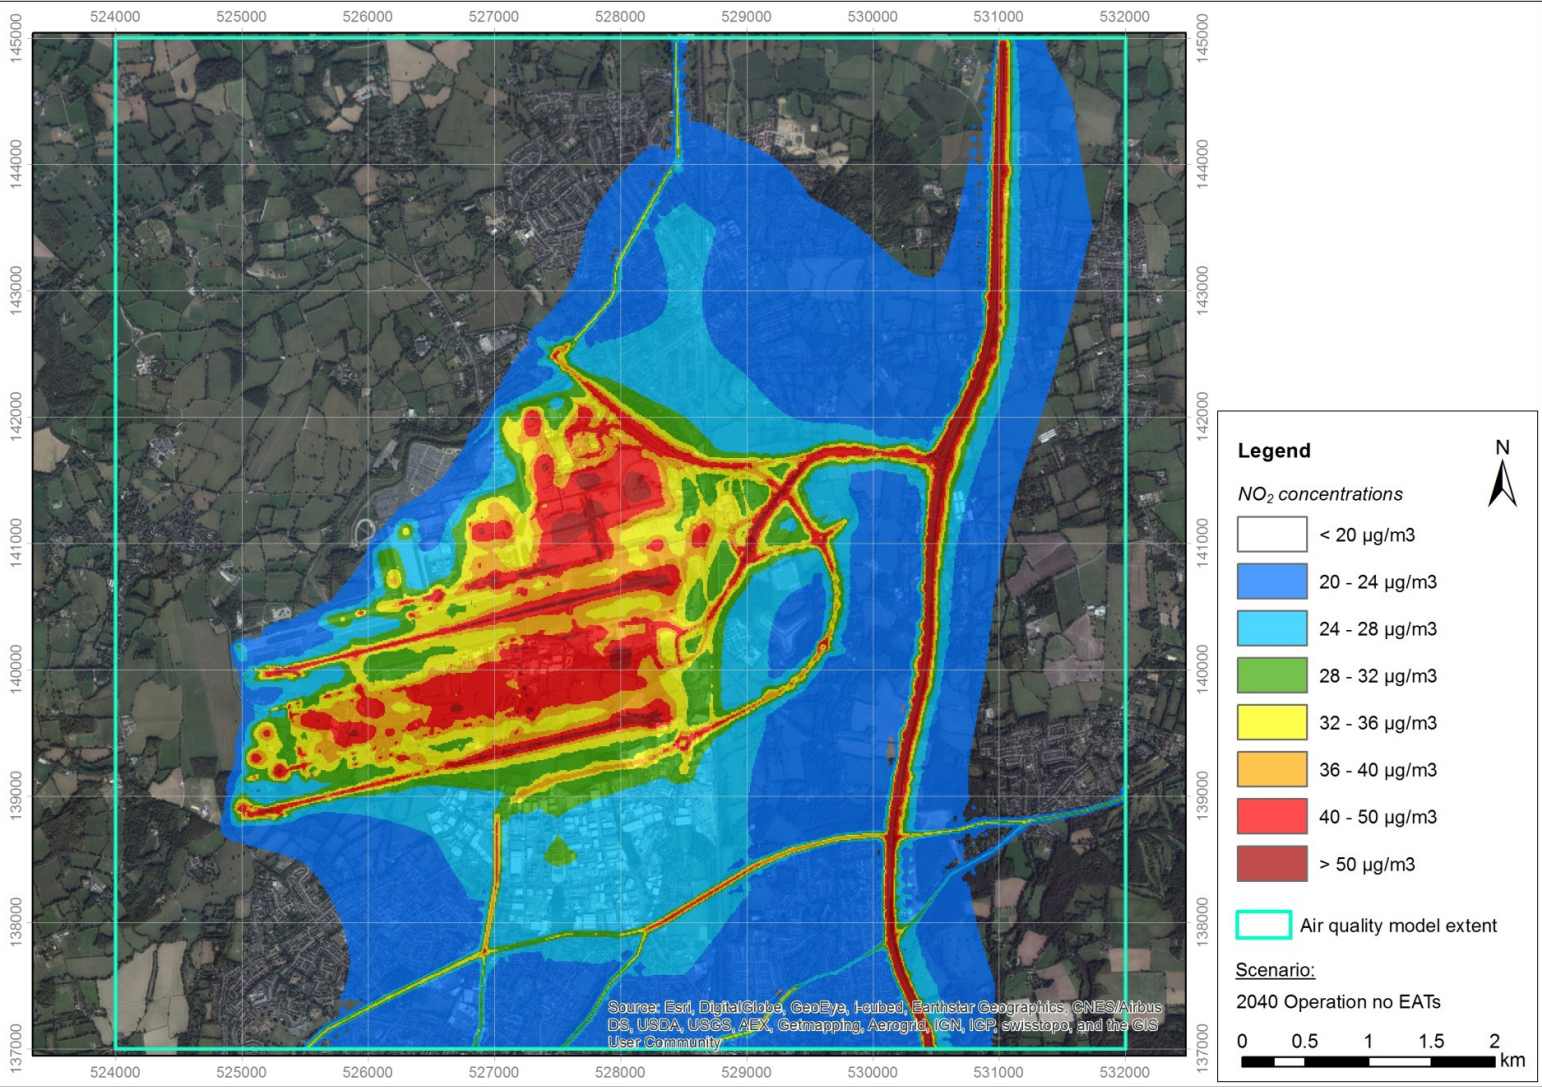 524000 525000 526000 527000 528000 529000 530000 531000 532000
145000 145000
144000 144000
143000 143000
142000 142000
141000 141000
140000 140000
139000 139000
138000 138000
137000 137000
Source: Esri, DigitalGlobe, GeoEye, i-cubed, Earthstar Geographics, CNES/Airbus
DS, USDA, USGS, AEX, Getmapping, Aerogrid, IGN, IGP, swisstopo, and the GIS
User Community
524000 525000 526000 527000 528000 529000 530000 531000 532000
Legend
N
NO₂ concentrations
< 20 µg/m3
20 - 24 µg/m3
24 - 28 µg/m3
28 - 32 µg/m3
32 - 36 µg/m3
36 - 40 µg/m3
40 - 50 µg/m3
> 50 µg/m3
Air quality model extent
Scenario:
2040 Operation no EATs
0 0.5 1 1.5 2
km